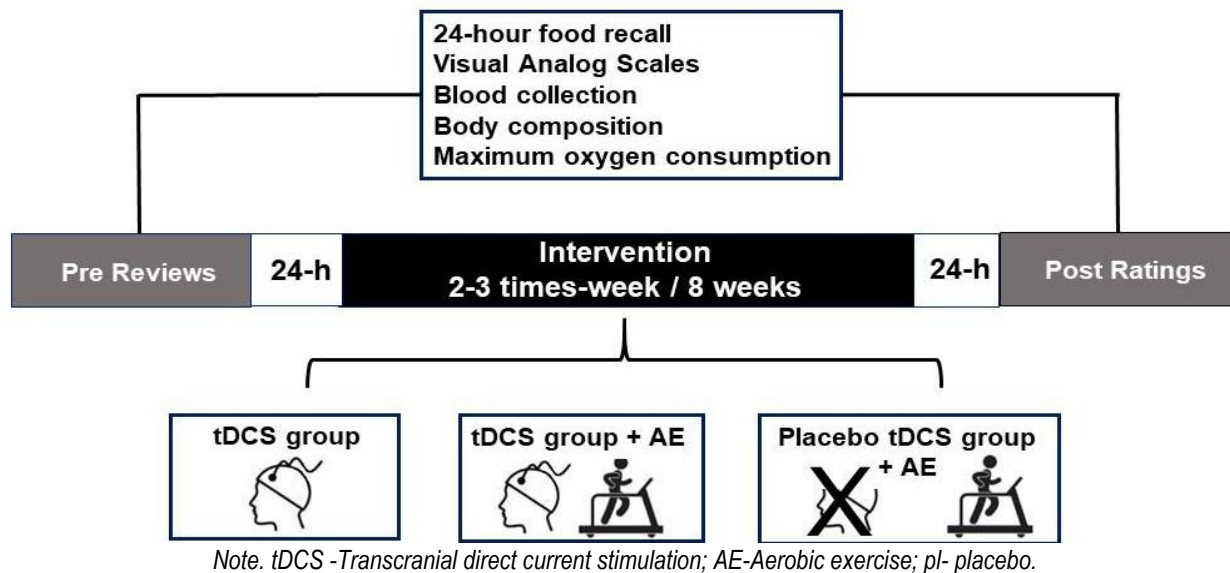 24-hour food recall
Visual Analog Scales
Blood collection
Body composition
Maximum oxygen consumption
Pre Reviews
24-h
Intervention
2-3 times-week / 8 weeks
24-h
Post Ratings
tDCS group
tDCS group + AE
Placebo tDCS group
+ AE
Note. tDCS -Transcranial direct current stimulation; AE-Aerobic exercise; pl- placebo.